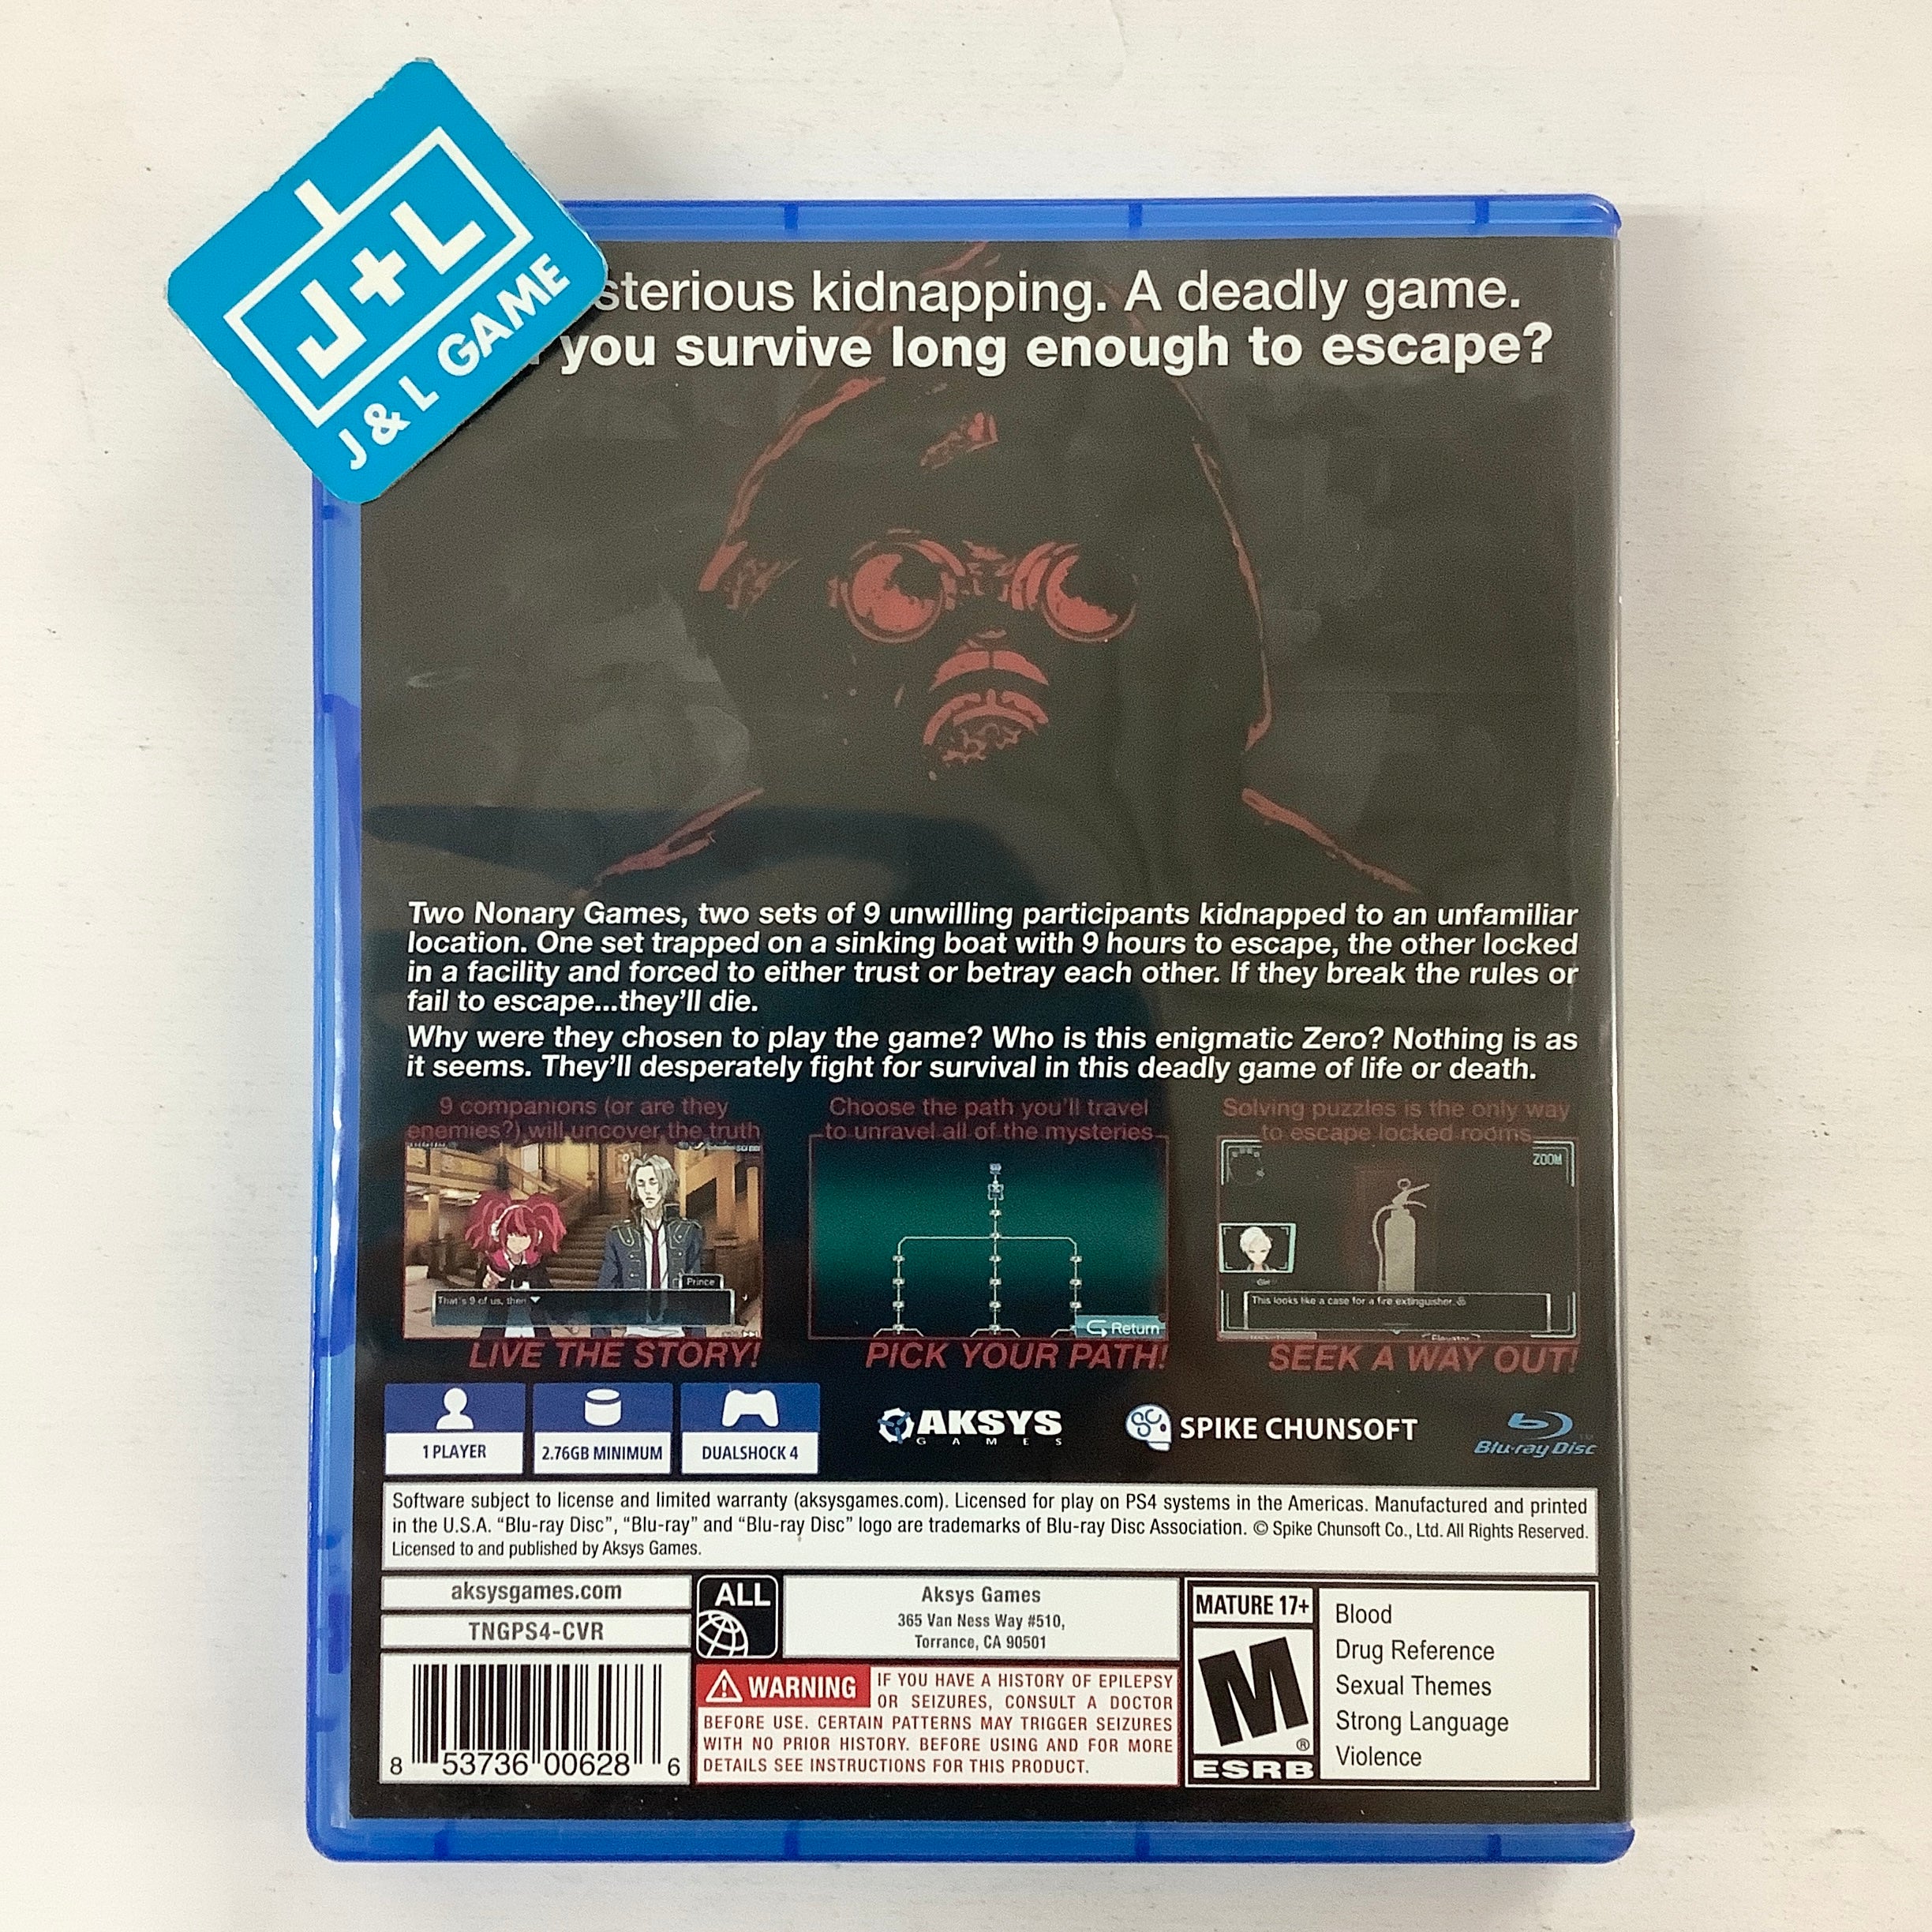 J+L
J & L GAME
sterious kidnapping. A deadly game.
you survive long enough to escape?
Two Nonary Games, two sets of 9 unwilling participants kidnapped to an unfamiliar
location. One set trapped on a sinking boat with 9 hours to escape, the other locked
in a facility and forced to either trust or betray each other. If they break the rules or
fail to escape...they'll die.
Why were they chosen to play the game? Who is this enigmatic Zero? Nothing is as
it seems. They'll desperately fight for survival in this deadly game of life or death.
9 companions (or are they
enemies?) will uncover the truth
Prince
That's 9 of us, then
LIVE THE STORY!
Choose the path you'll travel
to unravel all of the mysteries
Return
PICK YOUR PATH!
Solving puzzles is the only way
to escape locked rooms
ZOOM
This looks like a case for a fire extinguisher.
Elevator
SEEK A WAY OUT!
1 PLAYER
2.76GB MINIMUM
DUALSHOCK 4
AKSYS
GAMES
SC
SPIKE CHUNSOFT
Blu-ray Disc
Software subject to license and limited warranty (aksysgames.com). Licensed for play on PS4 systems in the Americas. Manufactured and printed
in the U.S.A. “Blu-ray Disc”, “Blu-ray” and “Blu-ray Disc” logo are trademarks of Blu-ray Disc Association. © Spike Chunsoft Co., Ltd. All Rights Reserved.
Licensed to and published by Aksys Games.
aksysgames.com
TNGPS4-CVR
8 53736 00628 6
ALL
Aksys Games
365 Van Ness Way #510,
Torrance, CA 90501
WARNING IF YOU HAVE A HISTORY OF EPILEPSY
OR SEIZURES, CONSULT A DOCTOR
BEFORE USE. CERTAIN PATTERNS MAY TRIGGER SEIZURES
WITH NO PRIOR HISTORY. BEFORE USING AND FOR MORE
DETAILS SEE INSTRUCTIONS FOR THIS PRODUCT.
MATURE 17+
M
®
ESRB
Blood
Drug Reference
Sexual Themes
Strong Language
Violence